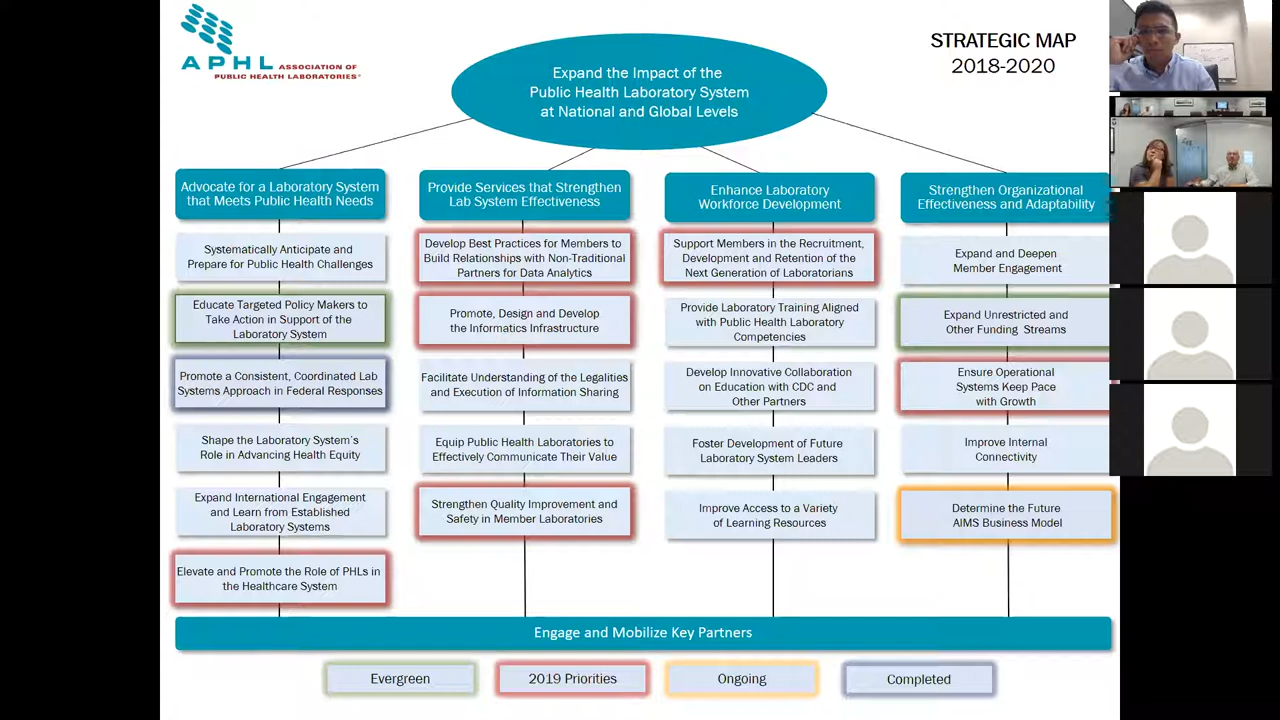 APHL ASSOCIATION OF
PUBLIC HEALTH LABORATORIES
STRATEGIC MAP
2018-2020
Expand the Impact of the
Public Health Laboratory System
at National and Global Levels
Advocate for a Laboratory System
that Meets Public Health Needs
Systematically Anticipate and
Prepare for Public Health Challenges
Educate Targeted Policy Makers to
Take Action in Support of the
Laboratory System
Promote a Consistent, Coordinated Lab
Systems Approach in Federal Responses
Shape the Laboratory System's
Role in Advancing Health Equity
Expand International Engagement
and Learn from Established
Laboratory Systems
Elevate and Promote the Role of PHLs in
the Healthcare System
Provide Services that Strengthen
Lab System Effectiveness
Develop Best Practices for Members to
Build Relationships with Non-Traditional
Partners for Data Analytics
Promote, Design and Develop
the Informatics Infrastructure
Facilitate Understanding of the Legalities
and Execution of Information Sharing
Equip Public Health Laboratories to
Effectively Communicate Their Value
Strengthen Quality Improvement and
Safety in Member Laboratories
Enhance Laboratory
Workforce Development
Support Members in the Recruitment,
Development and Retention of the
Next Generation of Laboratorians
Provide Laboratory Training Aligned
with Public Health Laboratory
Competencies
Develop Innovative Collaboration
on Education with CDC and
Other Partners
Foster Development of Future
Laboratory System Leaders
Improve Access to a Variety
of Learning Resources
Strengthen Organizational
Effectiveness and Adaptability
Expand and Deepen
Member Engagement
Expand Unrestricted and
Other Funding Streams
Ensure Operational
Systems Keep Pace
with Growth
Improve Internal
Connectivity
Determine the Future
AIMS Business Model
Engage and Mobilize Key Partners
Evergreen
2019 Priorities
Ongoing
Completed